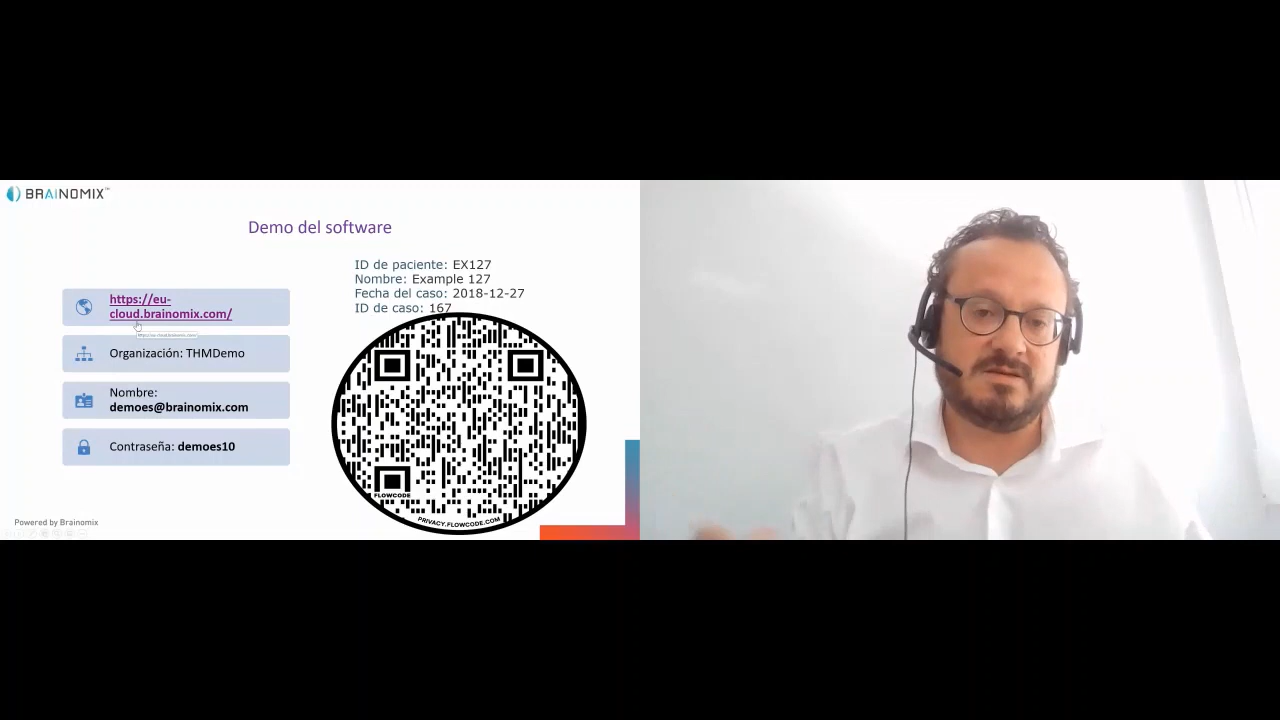 BRAINOMIX™
Demo del software
https://eu-
cloud.brainomix.com/
Organización: THMDemo
Nombre:
demoes@brainomix.com
Contraseña: demoes10
ID de paciente: EX127
Nombre: Example 127
Fecha del caso: 2018-12-27
ID de caso: 167
FLOWCODE
PRIVACY.FLOWCODE.COM
Powered by Brainomix